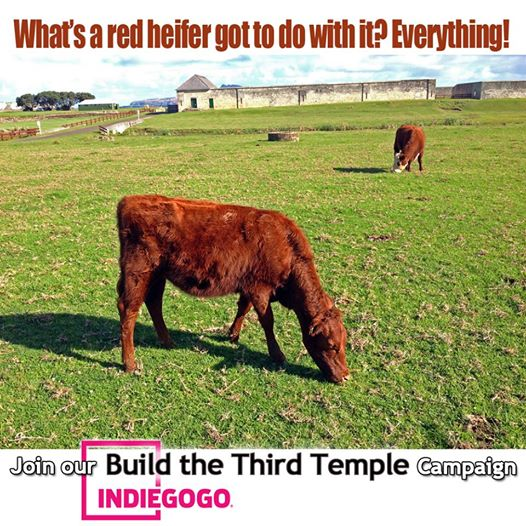 What's a red heifer got to do with it? Everything!
Join our Build the Third Temple Campaign
INDIEGOGO.